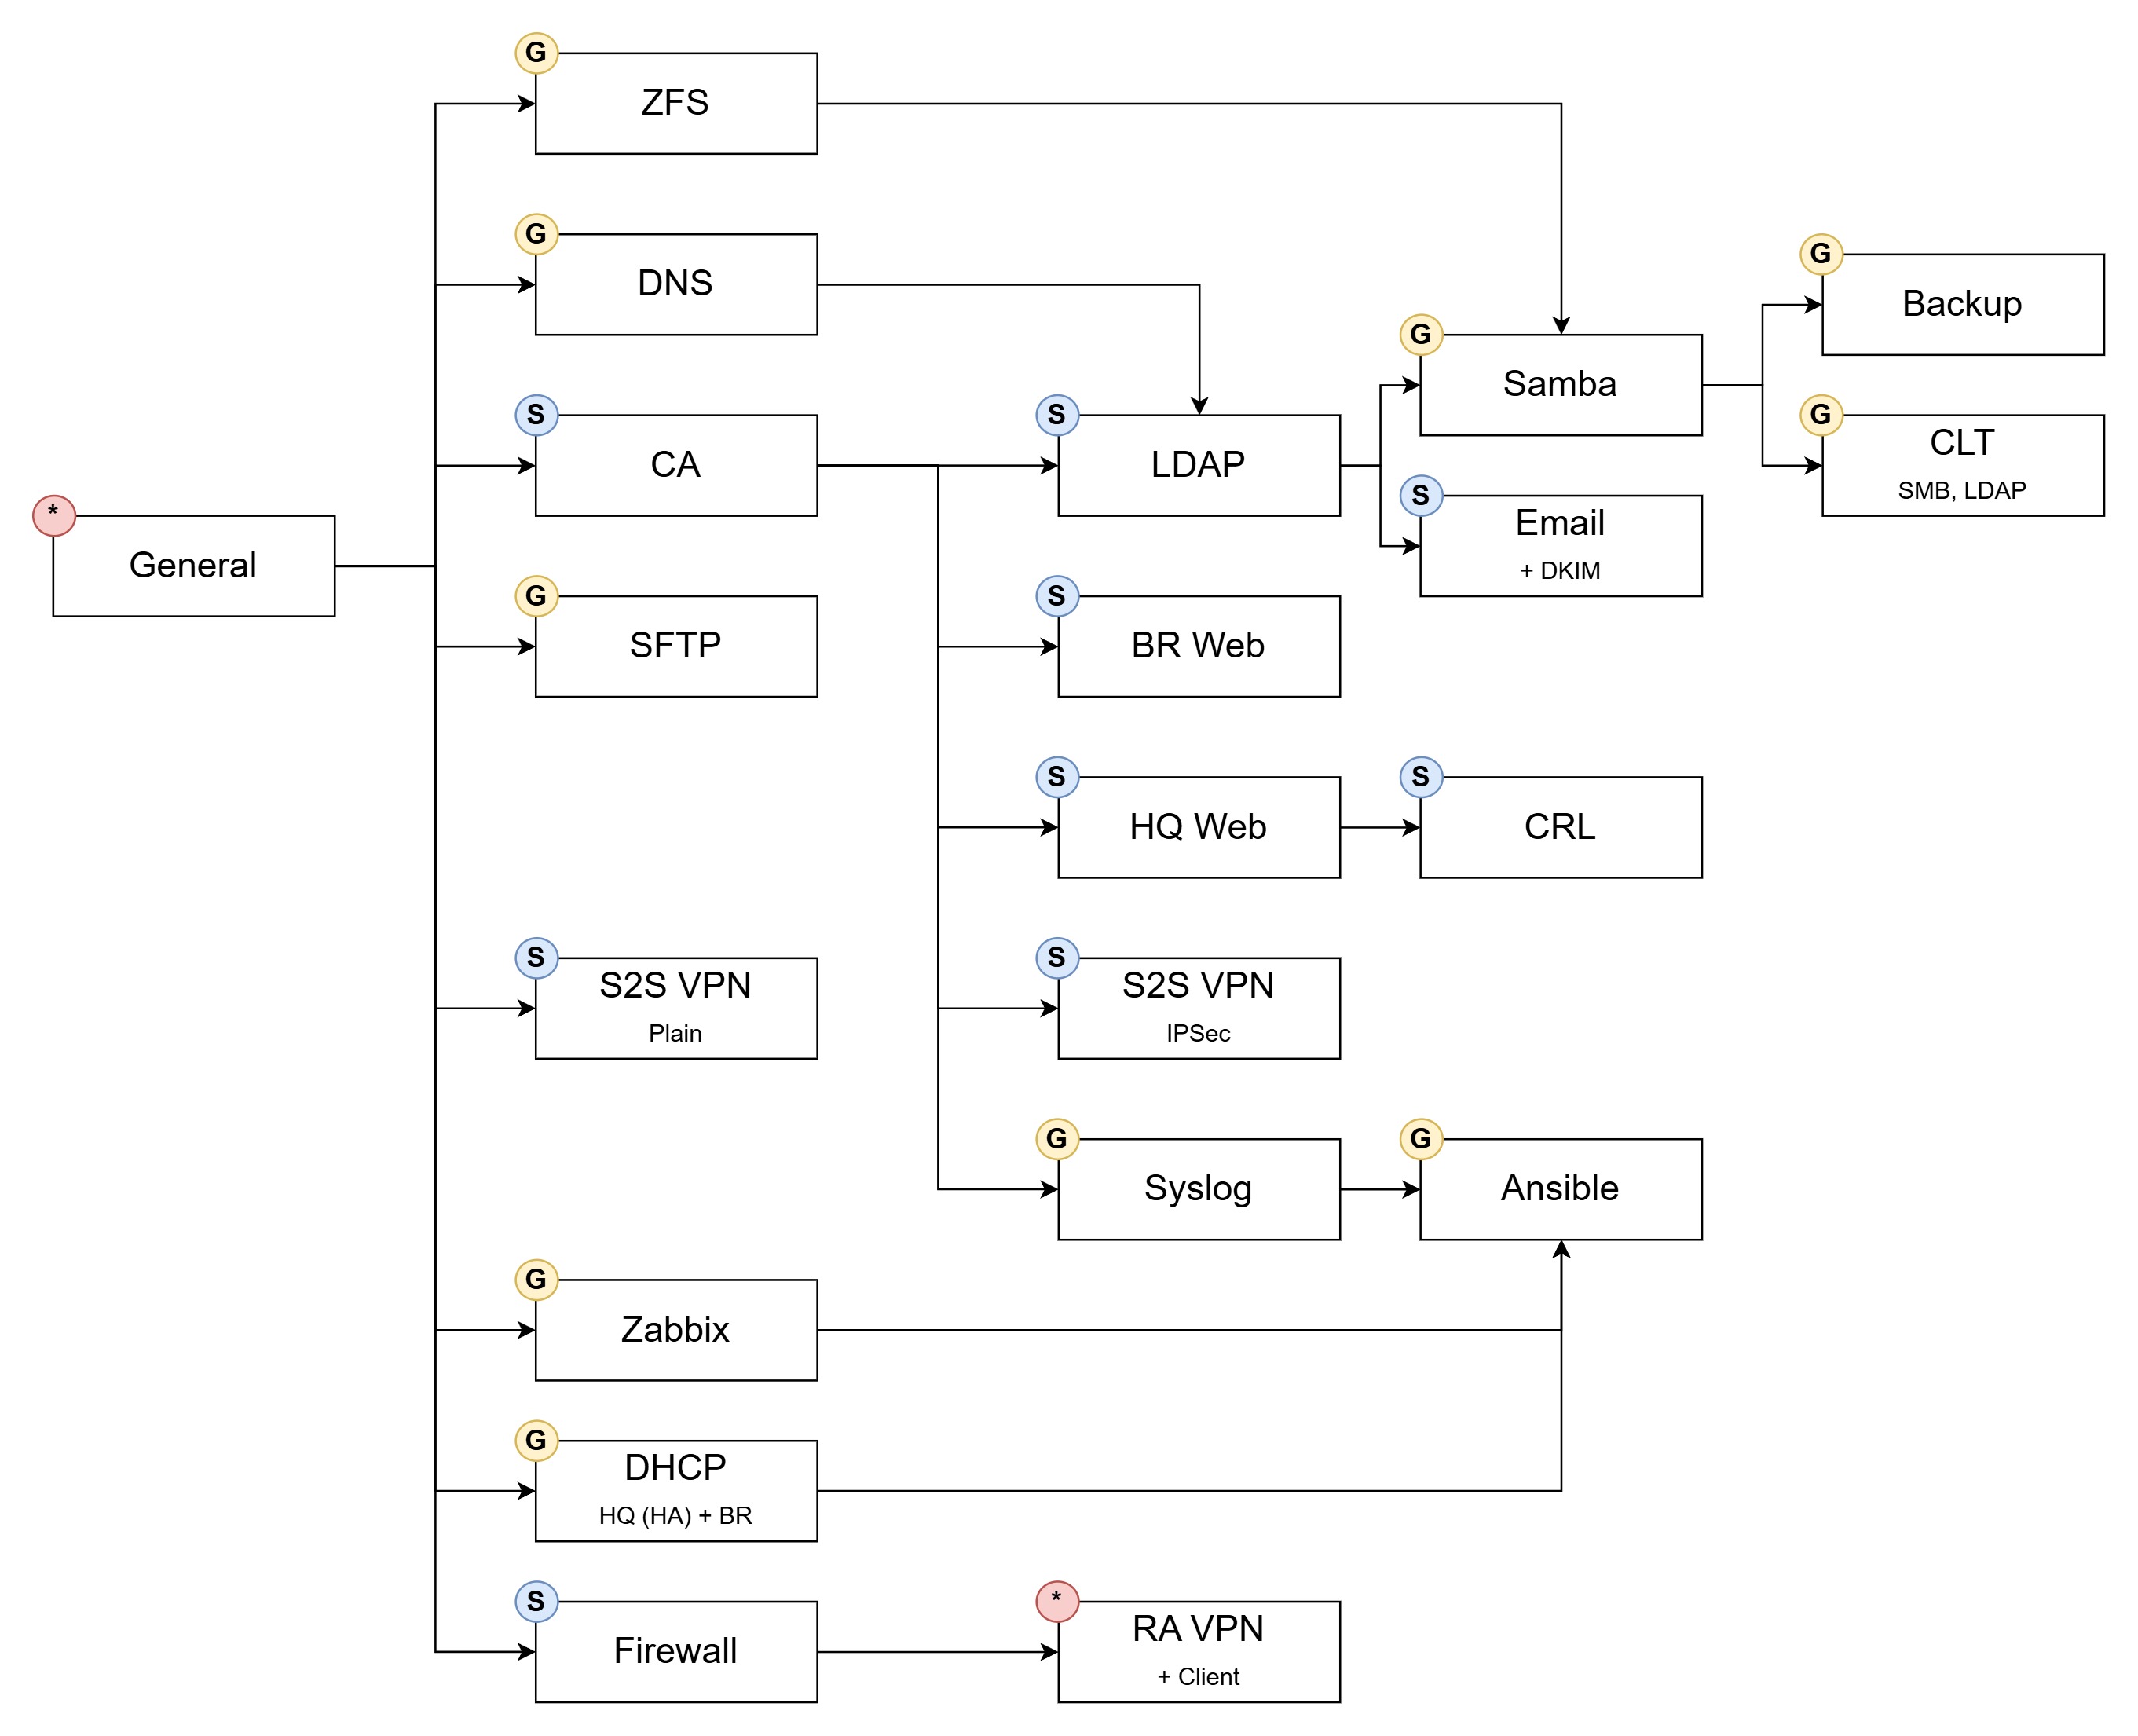 G
ZFS
G
DNS
G
Backup
G
Samba
S
CA
S
LDAP
G
CLT
SMB, LDAP
*
General
S
Email
+ DKIM
G
SFTP
S
BR Web
S
HQ Web
S
CRL
S
S2S VPN
Plain
S
S2S VPN
IPSec
G
Syslog
G
Ansible
G
Zabbix
G
DHCP
HQ (HA) + BR
S
Firewall
*
RA VPN
+ Client